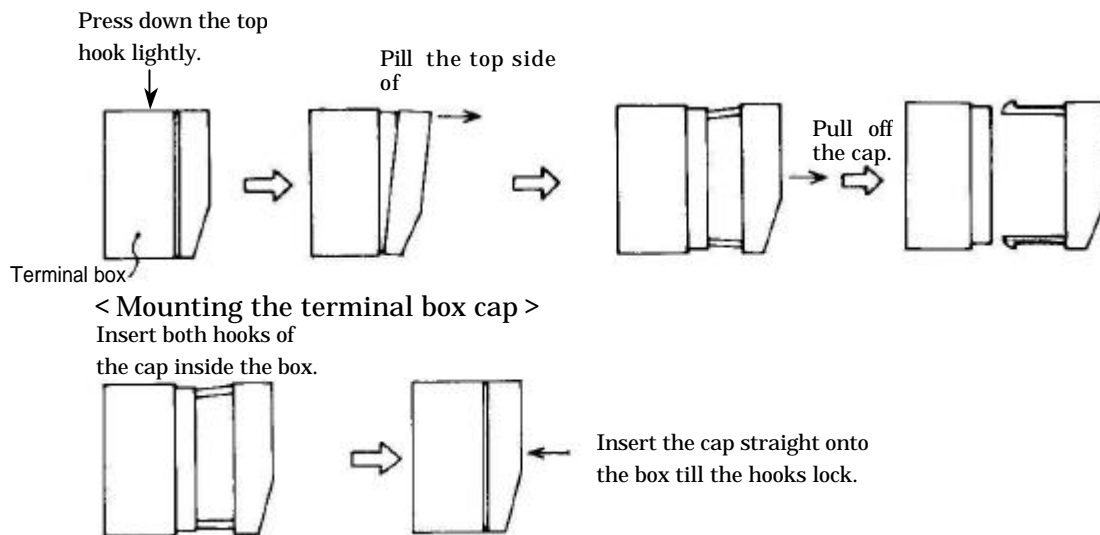 Press down the top
hook lightly.
Pill the top side
of
Pull off
the cap.
Terminal box
< Mounting the terminal box cap >
Insert both hooks of
the cap inside the box.
Insert the cap straight onto
the box till the hooks lock.